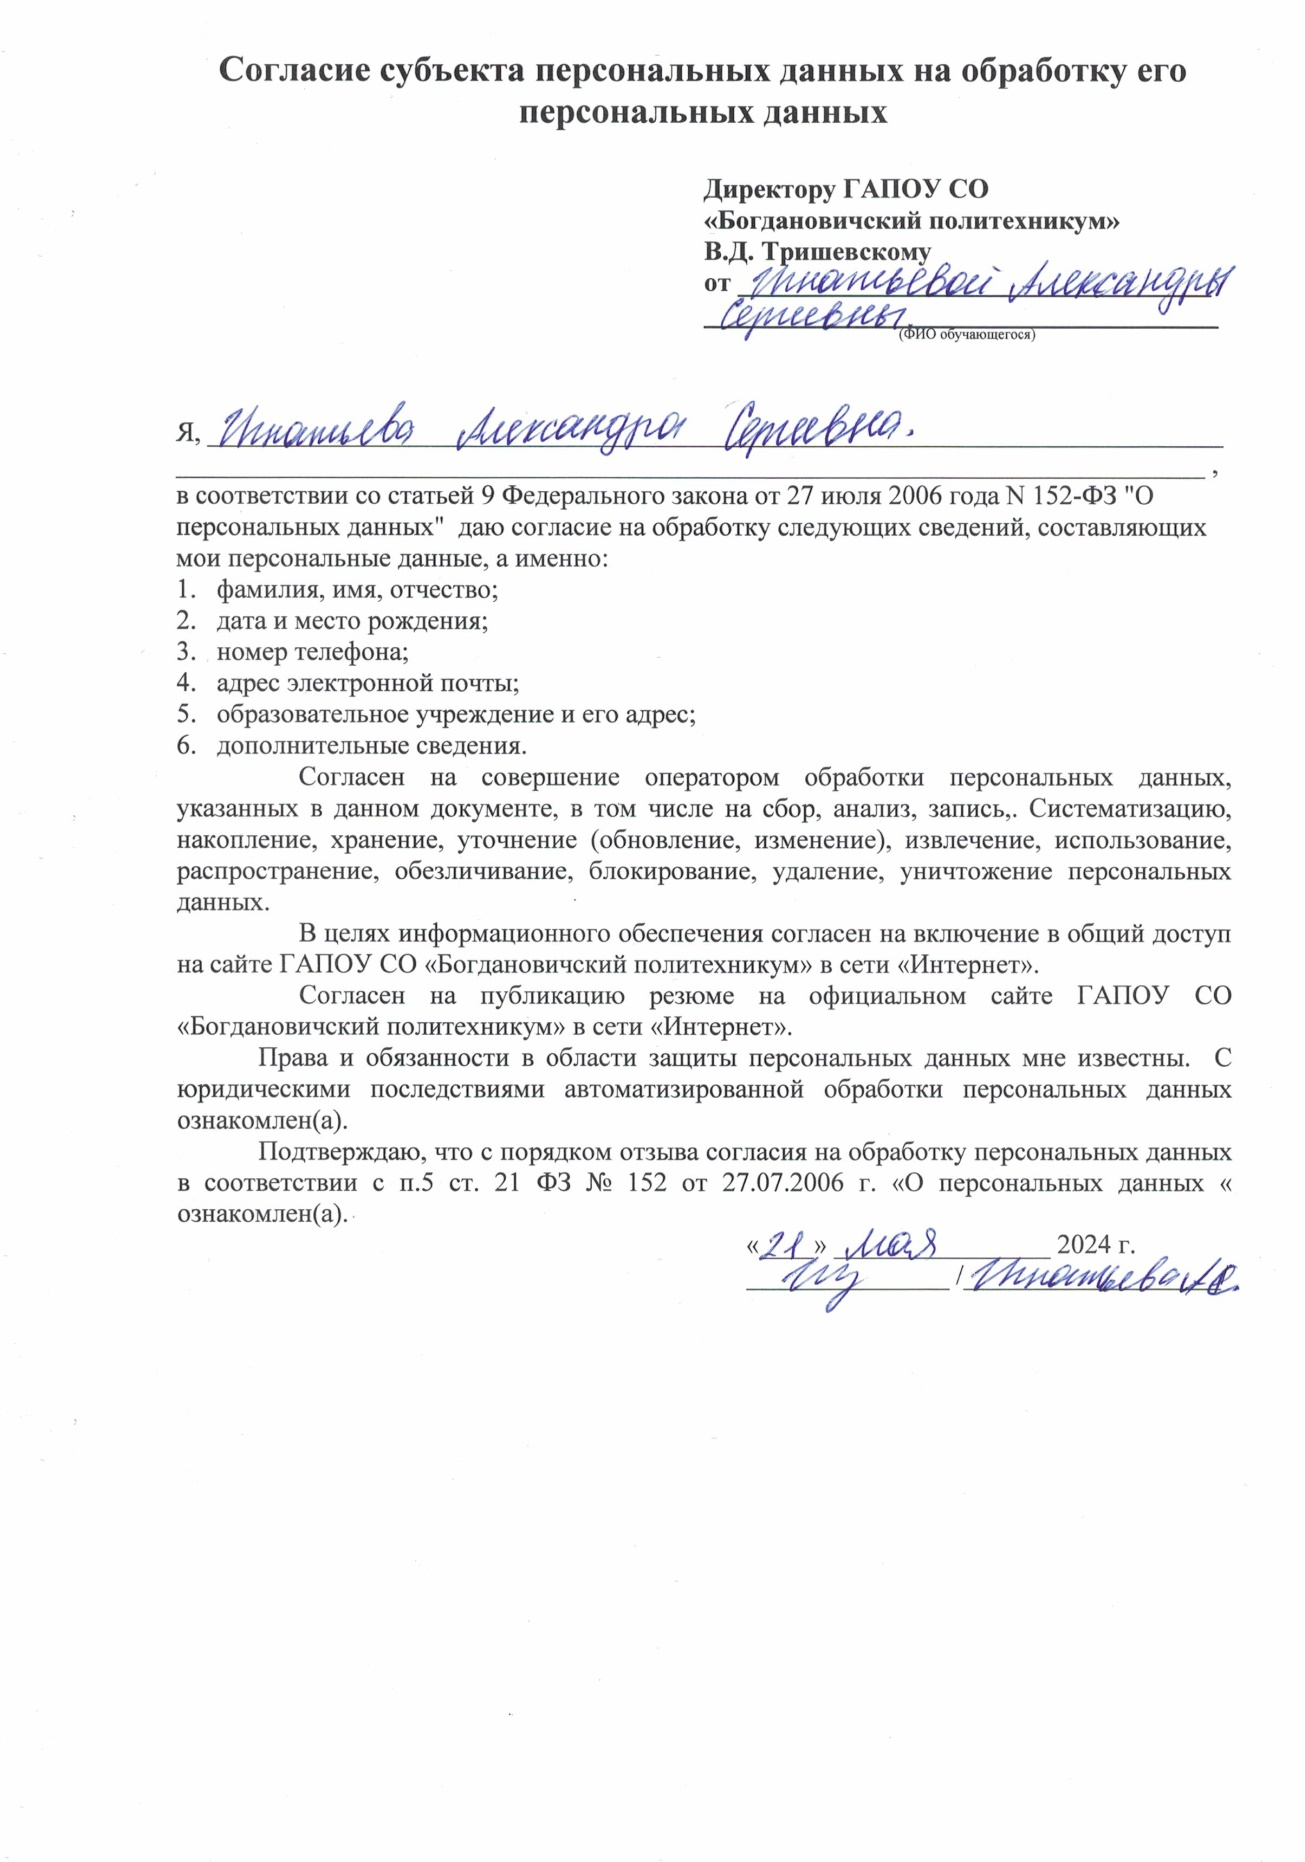 Согласие субъекта персональных данных на обработку его
персональных данных
Директору ГАПОУ СО
«Богдановичский политехникум»
В.Д. Тришевскому
от Игнатьевой Александры
Сергеевны.
(ФИО обучающегося)
Я, Игнатьева Александра Сергеевна.
,
в соответствии со статьей 9 Федерального закона от 27 июля 2006 года N 152-ФЗ "О
персональных данных" даю согласие на обработку следующих сведений, составляющих
мои персональные данные, а именно:
1. фамилия, имя, отчество;
2. дата и место рождения;
3. номер телефона;
4. адрес электронной почты;
5. образовательное учреждение и его адрес;
6. дополнительные сведения.
Согласен на совершение оператором обработки персональных данных,
указанных в данном документе, в том числе на сбор, анализ, запись,. Систематизацию,
накопление, хранение, уточнение (обновление, изменение), извлечение, использование,
распространение, обезличивание, блокирование, удаление, уничтожение персональных
данных.
В целях информационного обеспечения согласен на включение в общий доступ
на сайте ГАПОУ СО «Богдановичский политехникум» в сети «Интернет».
Согласен на публикацию резюме на официальном сайте ГАПОУ СО
«Богдановичский политехникум» в сети «Интернет».
Права и обязанности в области защиты персональных данных мне известны. С
юридическими последствиями автоматизированной обработки персональных данных
ознакомлен(а).
Подтверждаю, что с порядком отзыва согласия на обработку персональных данных
в соответствии с п.5 ст. 21 ФЗ № 152 от 27.07.2006 г. «О персональных данных «
ознакомлен(а).
«21» мая 2024 г.
/ Игнатьева А.С.